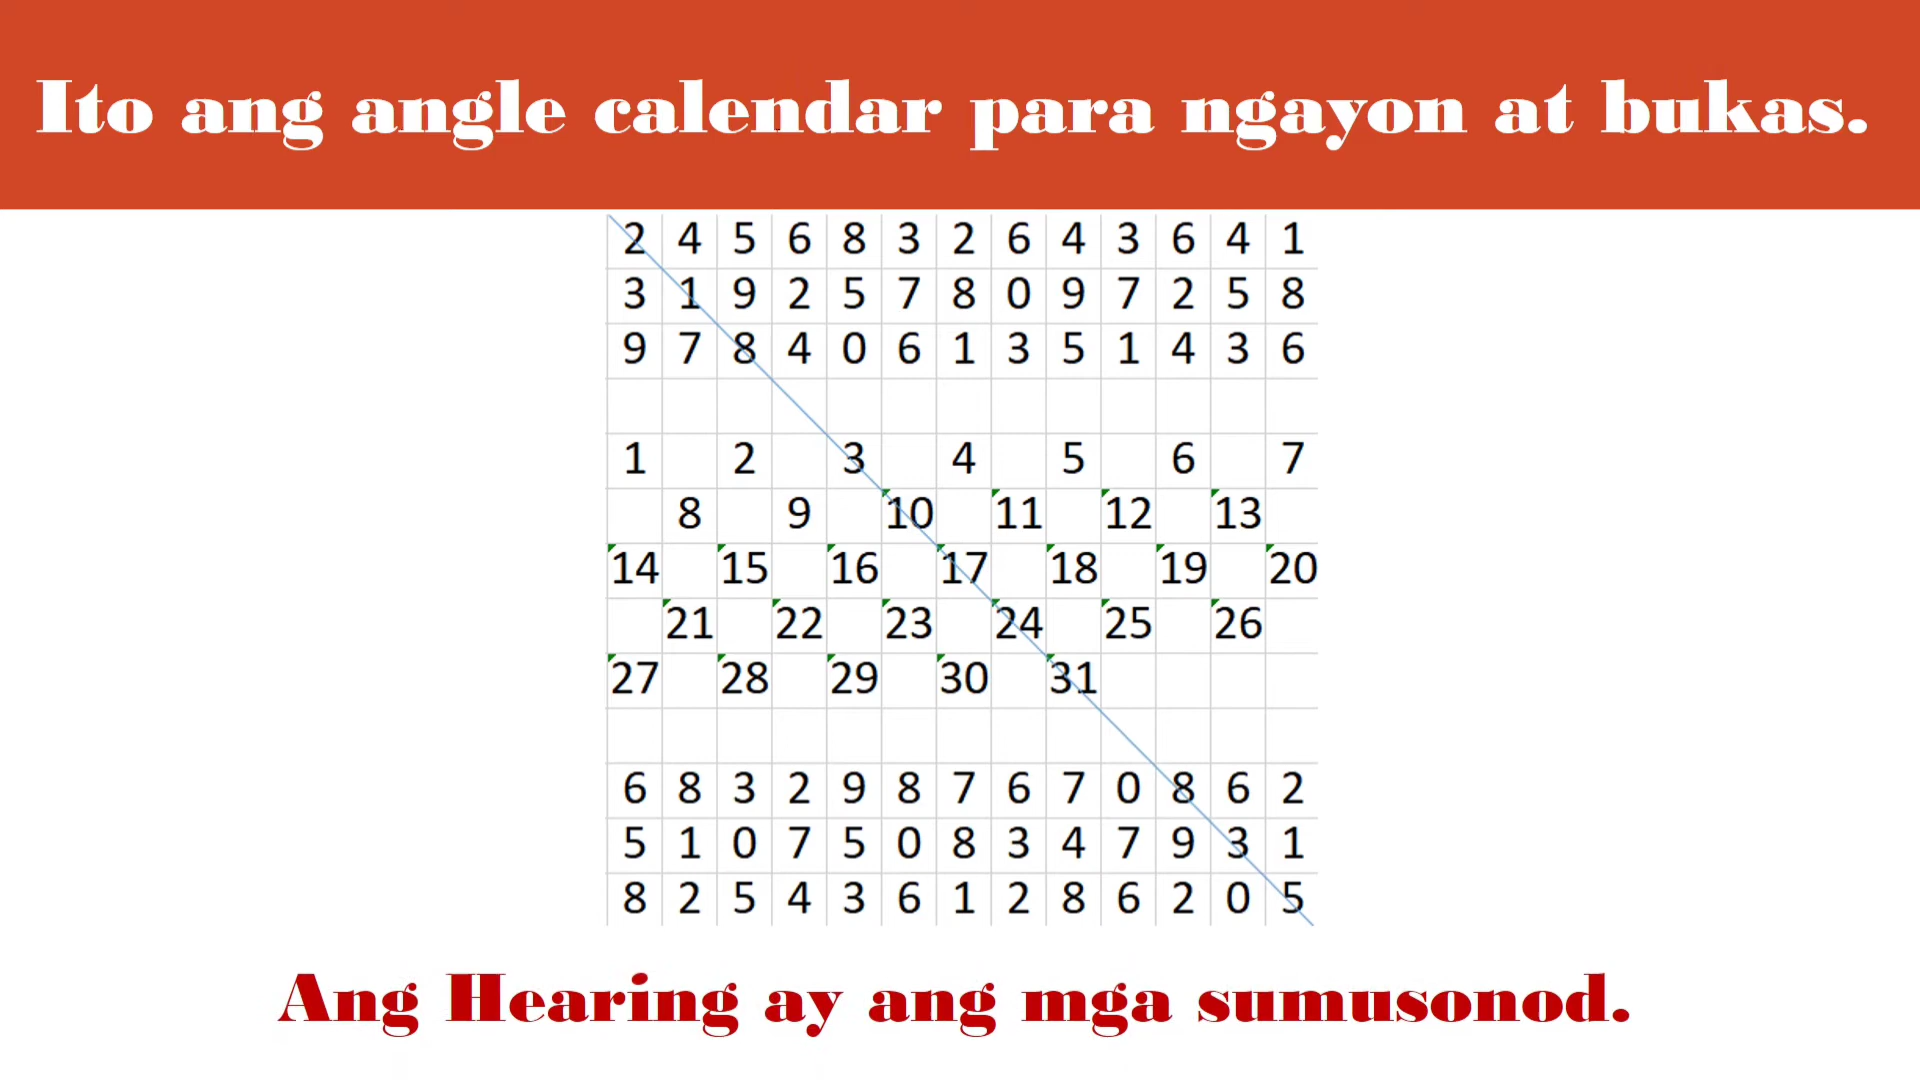 Ito ang angle calendar para ngayon at bukas.
2 4 5 6 8 3 2 6 4 3 6 4 1
3 1 9 2 5 7 8 0 9 7 2 5 8
9 7 8 4 0 6 1 3 5 1 4 3 6
1 2 3 4 5 6 7
8 9 10 11 12 13
14 15 16 17 18 19 20
21 22 23 24 25 26
27 28 29 30 31
6 8 3 2 9 8 7 6 7 0 8 6 2
5 1 0 7 5 0 8 3 4 7 9 3 1
8 2 5 4 3 6 1 2 8 6 2 0 5
Ang Hearing ay ang mga sumusonod.